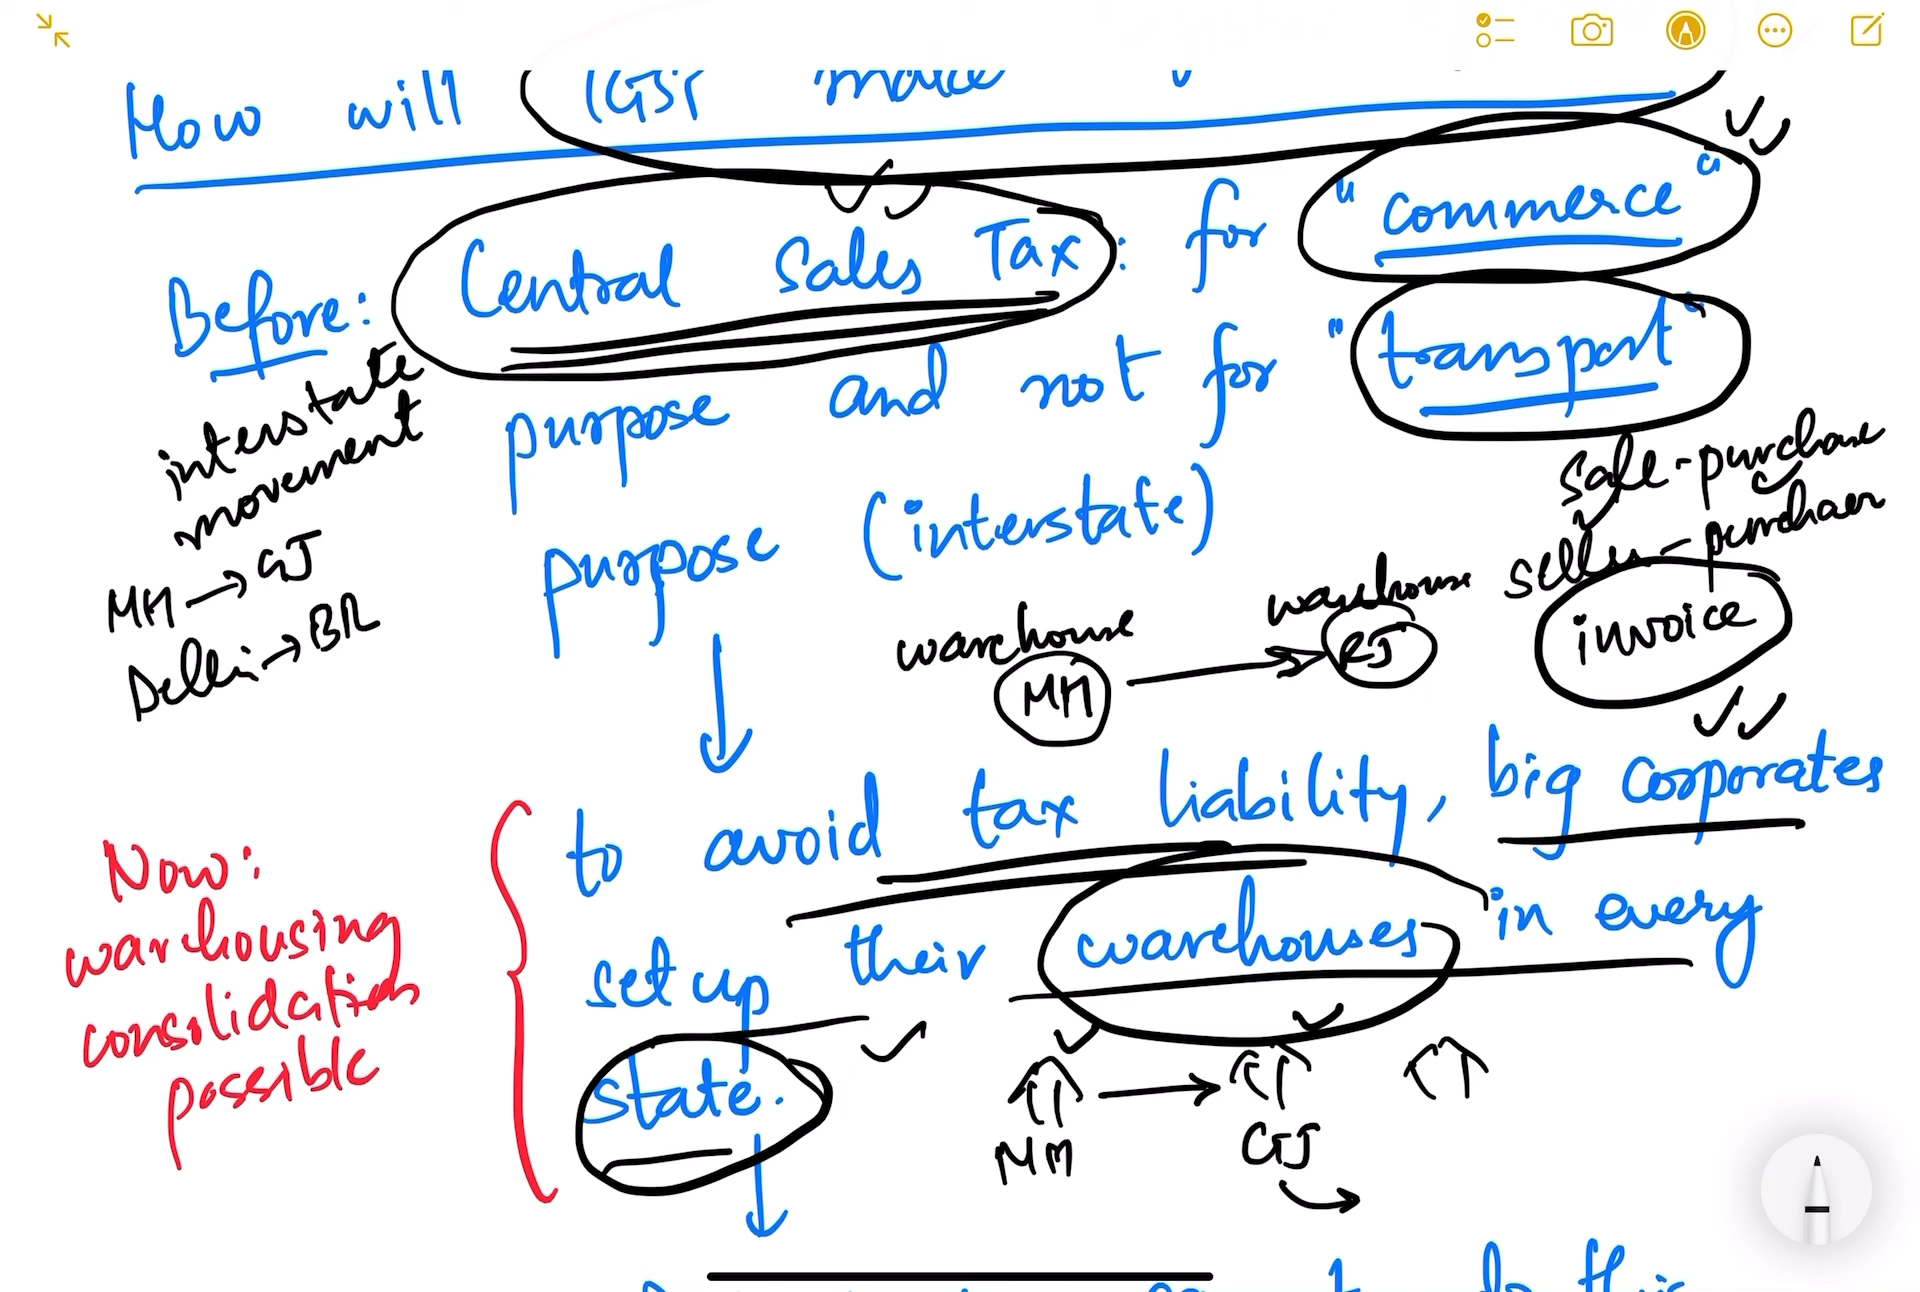 How will IGST make
Before: Central Sales Tax: for "commerce"
purpose and not for "transport"
purpose (interstate)
interstate
movement
MH → GJ
Delhi → BR
sale - purchase
seller - purchaser
invoice
warehouse
MH →
warehouse
to avoid tax liability, big corporates
set up their warehouses in every
state.
MH → GJ
Now:
warehousing
consolidation
possible
do this